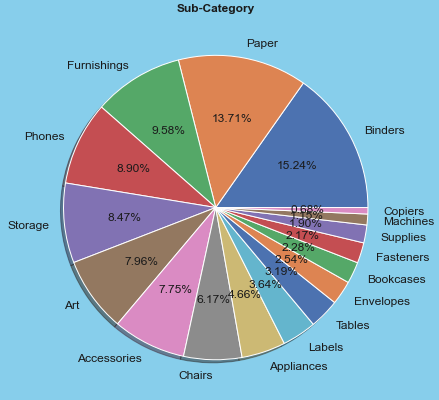 Sub-Category
Binders
15.24%
Paper
13.71%
Furnishings
9.58%
Phones
8.90%
Storage
8.47%
Art
7.96%
Accessories
7.75%
Chairs
6.17%
Appliances
4.66%
Labels
3.64%
Tables
3.19%
Envelopes
2.54%
Bookcases
2.28%
Fasteners
2.17%
Supplies
1.90%
Machines
Copiers
0.68%